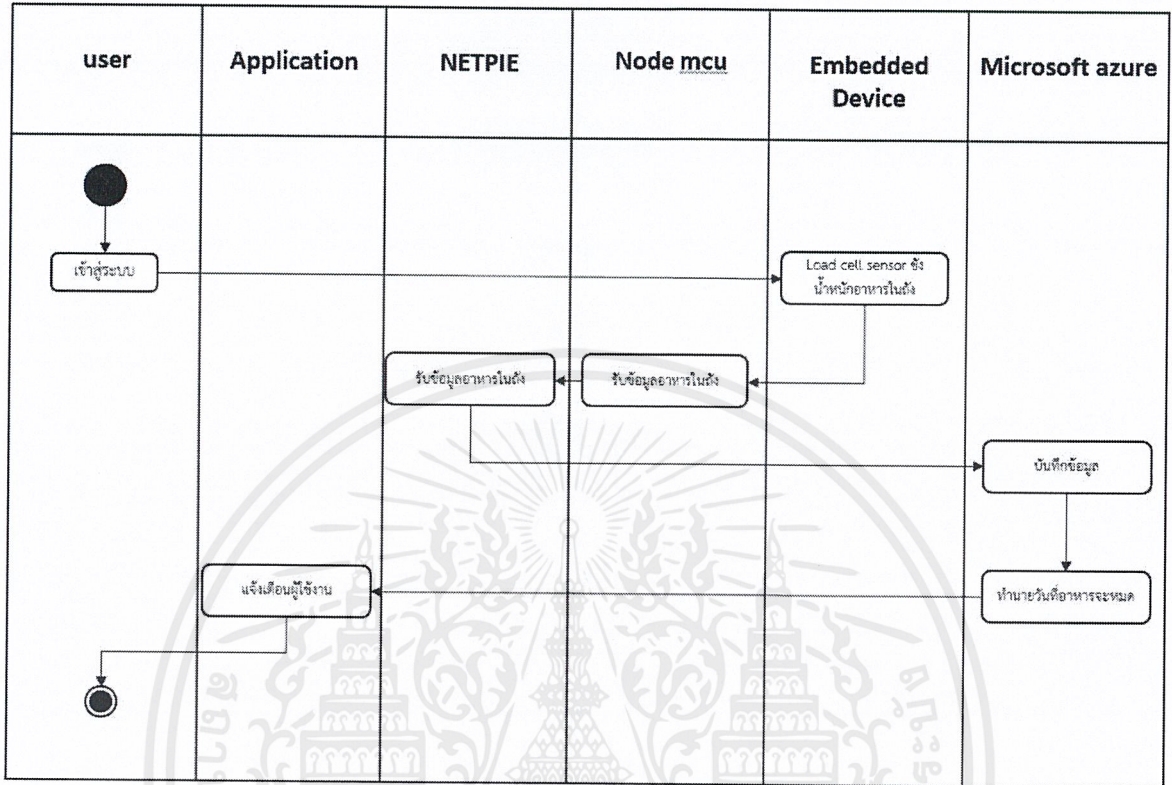 user
Application
NETPIE
Node mcu
Embedded
Device
Microsoft azure
เข้าสู่ระบบ
Load cell sensor ชั่ง
น้ำหนักอาหารในถัง
รับข้อมูลอาหารในถัง
รับข้อมูลอาหารในถัง
บันทึกข้อมูล
แจ้งเตือนผู้ใช้งาน
ทำนายวันที่อาหารจะหมด